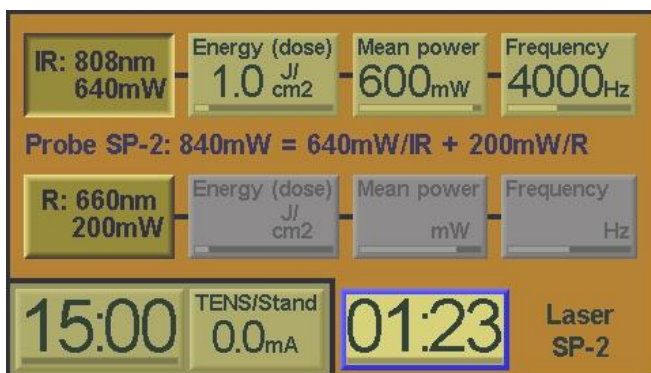 IR: 808nm
640mW
Energy (dose)
1.0 J/
cm2
Mean power
600mW
Frequency
4000Hz
Probe SP-2: 840mW = 640mW/IR + 200mW/R
R: 660nm
200mW
Energy (dose)
J/
cm2
Mean power
mW
Frequency
Hz
15:00
TENS/Stand
0.0mA
01:23
Laser
SP-2